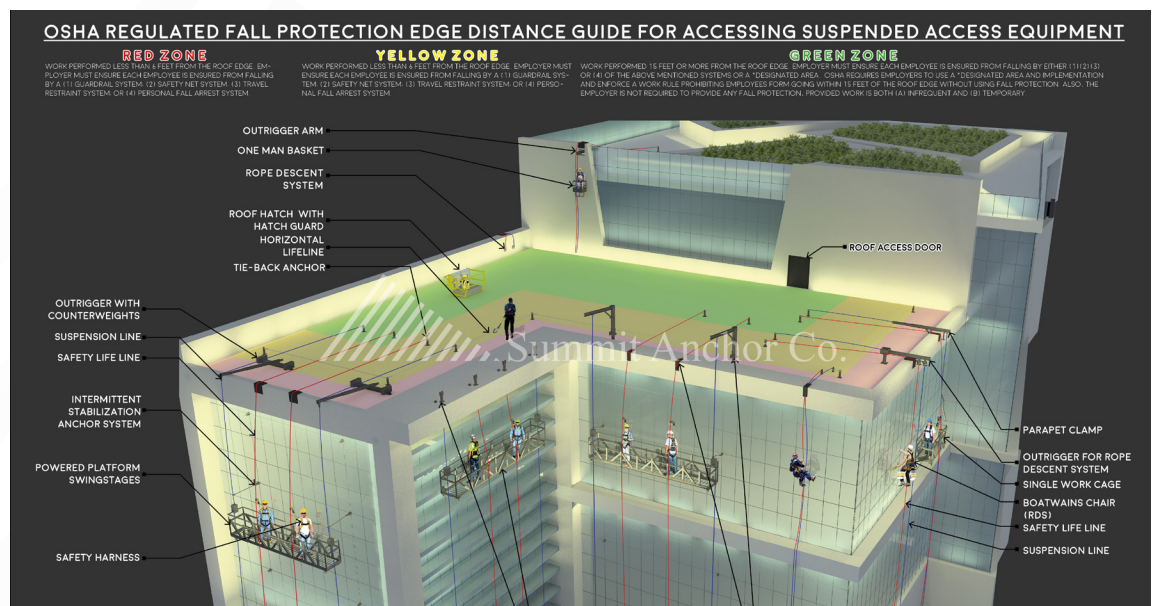 OSHA REGULATED FALL PROTECTION EDGE DISTANCE GUIDE FOR ACCESSING SUSPENDED ACCESS EQUIPMENT
RED ZONE
WORK PERFORMED LESS THAN 6 FEET FROM THE ROOF EDGE. EM-
PLOYER MUST ENSURE EACH EMPLOYEE IS ENSURED FROM FALLING
BY A (1) GUARDRAIL SYSTEM, (2) SAFETY NET SYSTEM, (3) TRAVEL
RESTRAINT SYSTEM, OR (4) PERSONAL FALL ARREST SYSTEM.
YELLOW ZONE
WORK PERFORMED LESS THAN 6 FEET FROM THE ROOF EDGE. EMPLOYER MUST
ENSURE EACH EMPLOYEE IS ENSURED FROM FALLING BY A (1) GUARDRAIL SYS-
TEM, (2) SAFETY NET SYSTEM, (3) TRAVEL RESTRAINT SYSTEM, OR (4) PERSO-
NAL FALL ARREST SYSTEM
GREEN ZONE
WORK PERFORMED 15 FEET OR MORE FROM THE ROOF EDGE. EMPLOYER MUST ENSURE EACH EMPLOYEE IS ENSURED FROM FALLING BY EITHER (1)(2)(3)
OR (4) OF THE ABOVE MENTIONED SYSTEMS OR A "DESIGNATED AREA. OSHA REQUIRES EMPLOYERS TO USE A "DESIGNATED AREA AND IMPLEMENTATION
AND ENFORCE A WORK RULE PROHIBITING EMPLOYEES FORM GOING WITHIN 15 FEET OF THE ROOF EDGE WITHOUT USING FALL PROTECTION. ALSO, THE
EMPLOYER IS NOT REQUIRED TO PROVIDE ANY FALL PROTECTION, PROVIDED WORK IS BOTH (A) INFREQUENT AND (B) TEMPORARY.
OUTRIGGER ARM
ONE MAN BASKET
ROPE DESCENT
SYSTEM
ROOF HATCH WITH
HATCH GUARD
HORIZONTAL
LIFELINE
TIE-BACK ANCHOR
ROOF ACCESS DOOR
OUTRIGGER WITH
COUNTERWEIGHTS
SUSPENSION LINE
SAFETY LIFE LINE
Summit Anchor Co.
INTERMITTENT
STABILIZATION
ANCHOR SYSTEM
POWERED PLATFORM
SWINGSTAGES
SAFETY HARNESS
PARAPET CLAMP
OUTRIGGER FOR ROPE
DESCENT SYSTEM
SINGLE WORK CAGE
BOATWAINS CHAIR
(RDS)
SAFETY LIFE LINE
SUSPENSION LINE